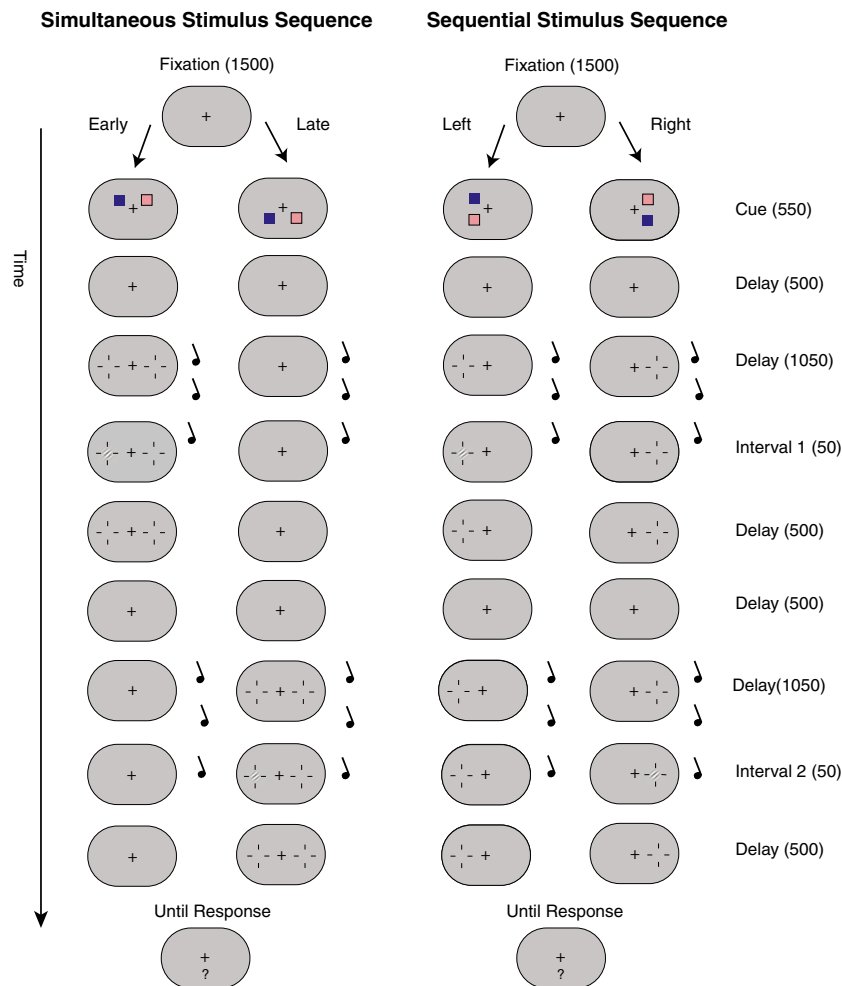 Simultaneous Stimulus Sequence
Sequential Stimulus Sequence
Fixation (1500)
Fixation (1500)
Early
Late
Left
Right
Cue (550)
Time
Delay (500)
Delay (1050)
Interval 1 (50)
Delay (500)
Delay (500)
Delay(1050)
Interval 2 (50)
Delay (500)
Until Response
Until Response
?
?